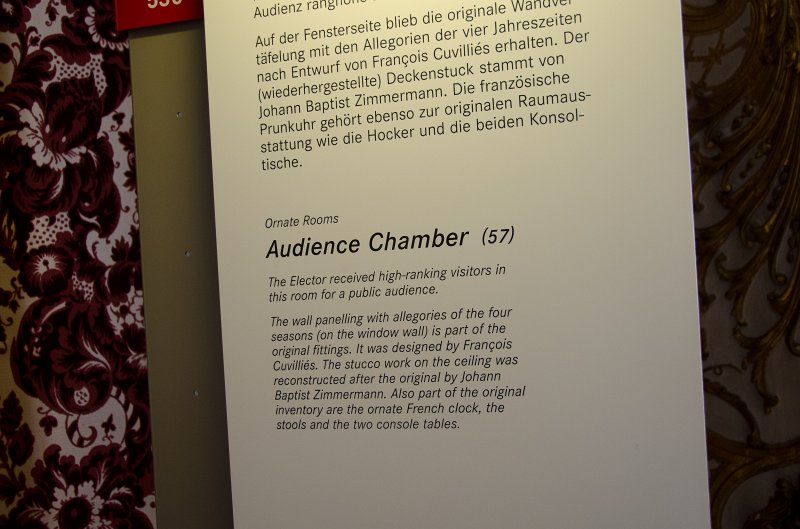 550
Audienz
Auf der Fensterseite blieb die originale Wandver-
täfelung mit den Allegorien der vier Jahreszeiten
nach Entwurf von François Cuvilliés erhalten. Der
(wiederhergestellte) Deckenstuck stammt von
Johann Baptist Zimmermann. Die französische
Prunkuhr gehört ebenso zur originalen Raumaus-
stattung wie die Hocker und die beiden Konsol-
tische.
Ornate Rooms
Audience Chamber (57)
The Elector received high-ranking visitors in
this room for a public audience.
The wall panelling with allegories of the four
seasons (on the window wall) is part of the
original fittings. It was designed by François
Cuvilliés. The stucco work on the ceiling was
reconstructed after the original by Johann
Baptist Zimmermann. Also part of the original
inventory are the ornate French clock, the
stools and the two console tables.